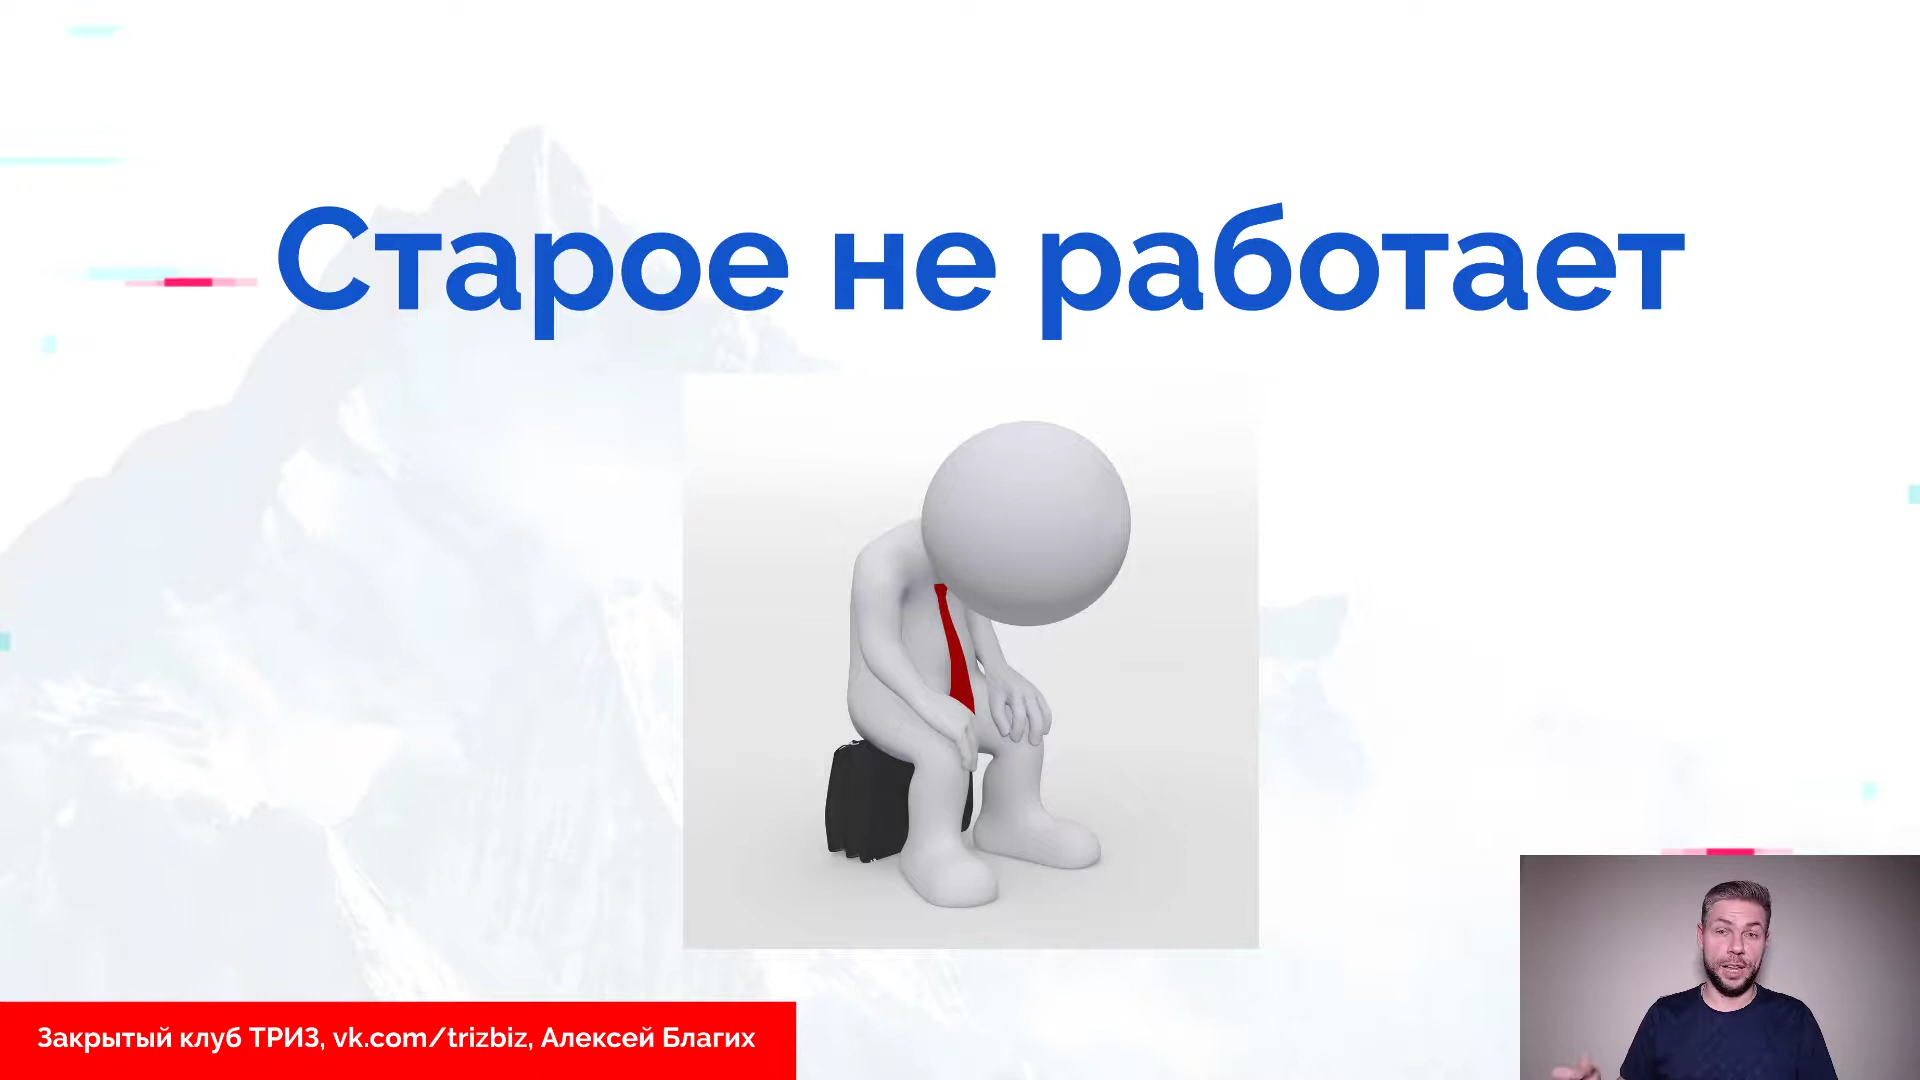 Старое не работает
Закрытый клуб ТРИЗ, vk.com/trizbiz, Алексей Благих